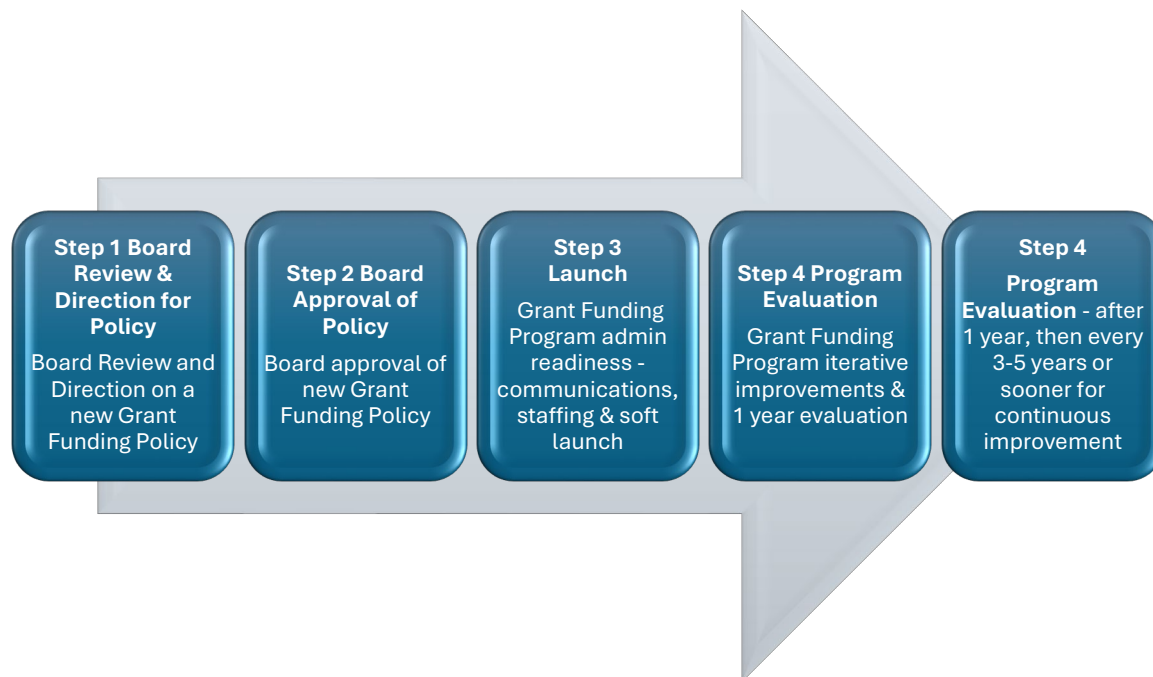 Step 1 Board
Review &
Direction for
Policy
Board Review and
Direction on a
new Grant
Funding Policy
Step 2 Board
Approval of
Policy
Board approval of
new Grant
Funding Policy
Step 3
Launch
Grant Funding
Program admin
readiness -
communications,
staffing & soft
launch
Step 4 Program
Evaluation
Grant Funding
Program iterative
improvements &
1 year evaluation
Step 4
Program
Evaluation - after
1 year, then every
3-5 years or
sooner for
continuous
improvement